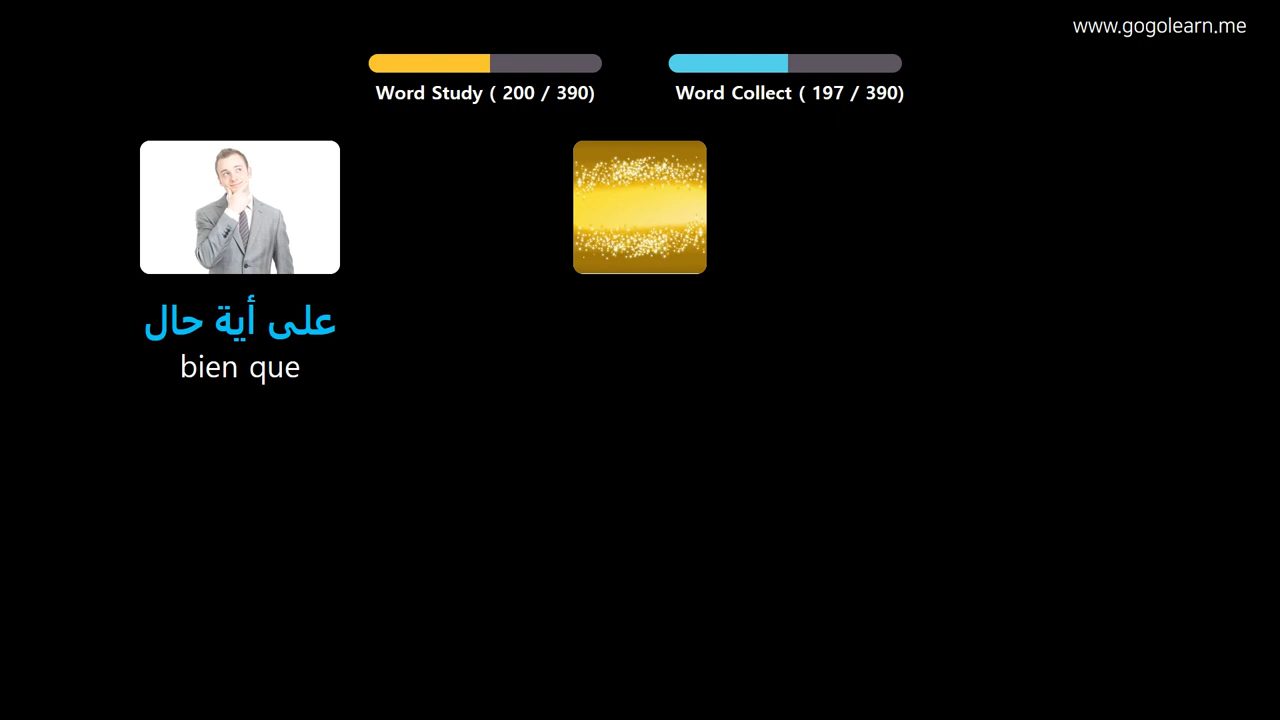 www.gogolearn.me
Word Study ( 200 / 390)
Word Collect ( 197 / 390)
على أية حال
bien que